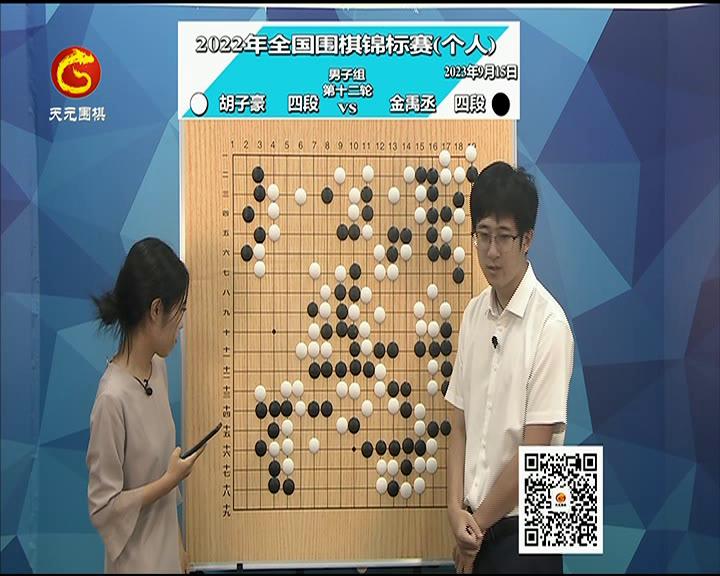 2022年全国围棋锦标赛(个人)
2023年9月15日
男子组
第十二轮
胡子豪 四段 VS 金禹丞 四段
天元围棋
1 2 3 4 5 6 7 8 9 10 11 12 13 14 15 16 17 18 19
一
二
三
四
五
六
七
八
九
十
十一
十二
十三
十四
十五
十六
十七
十八
十九